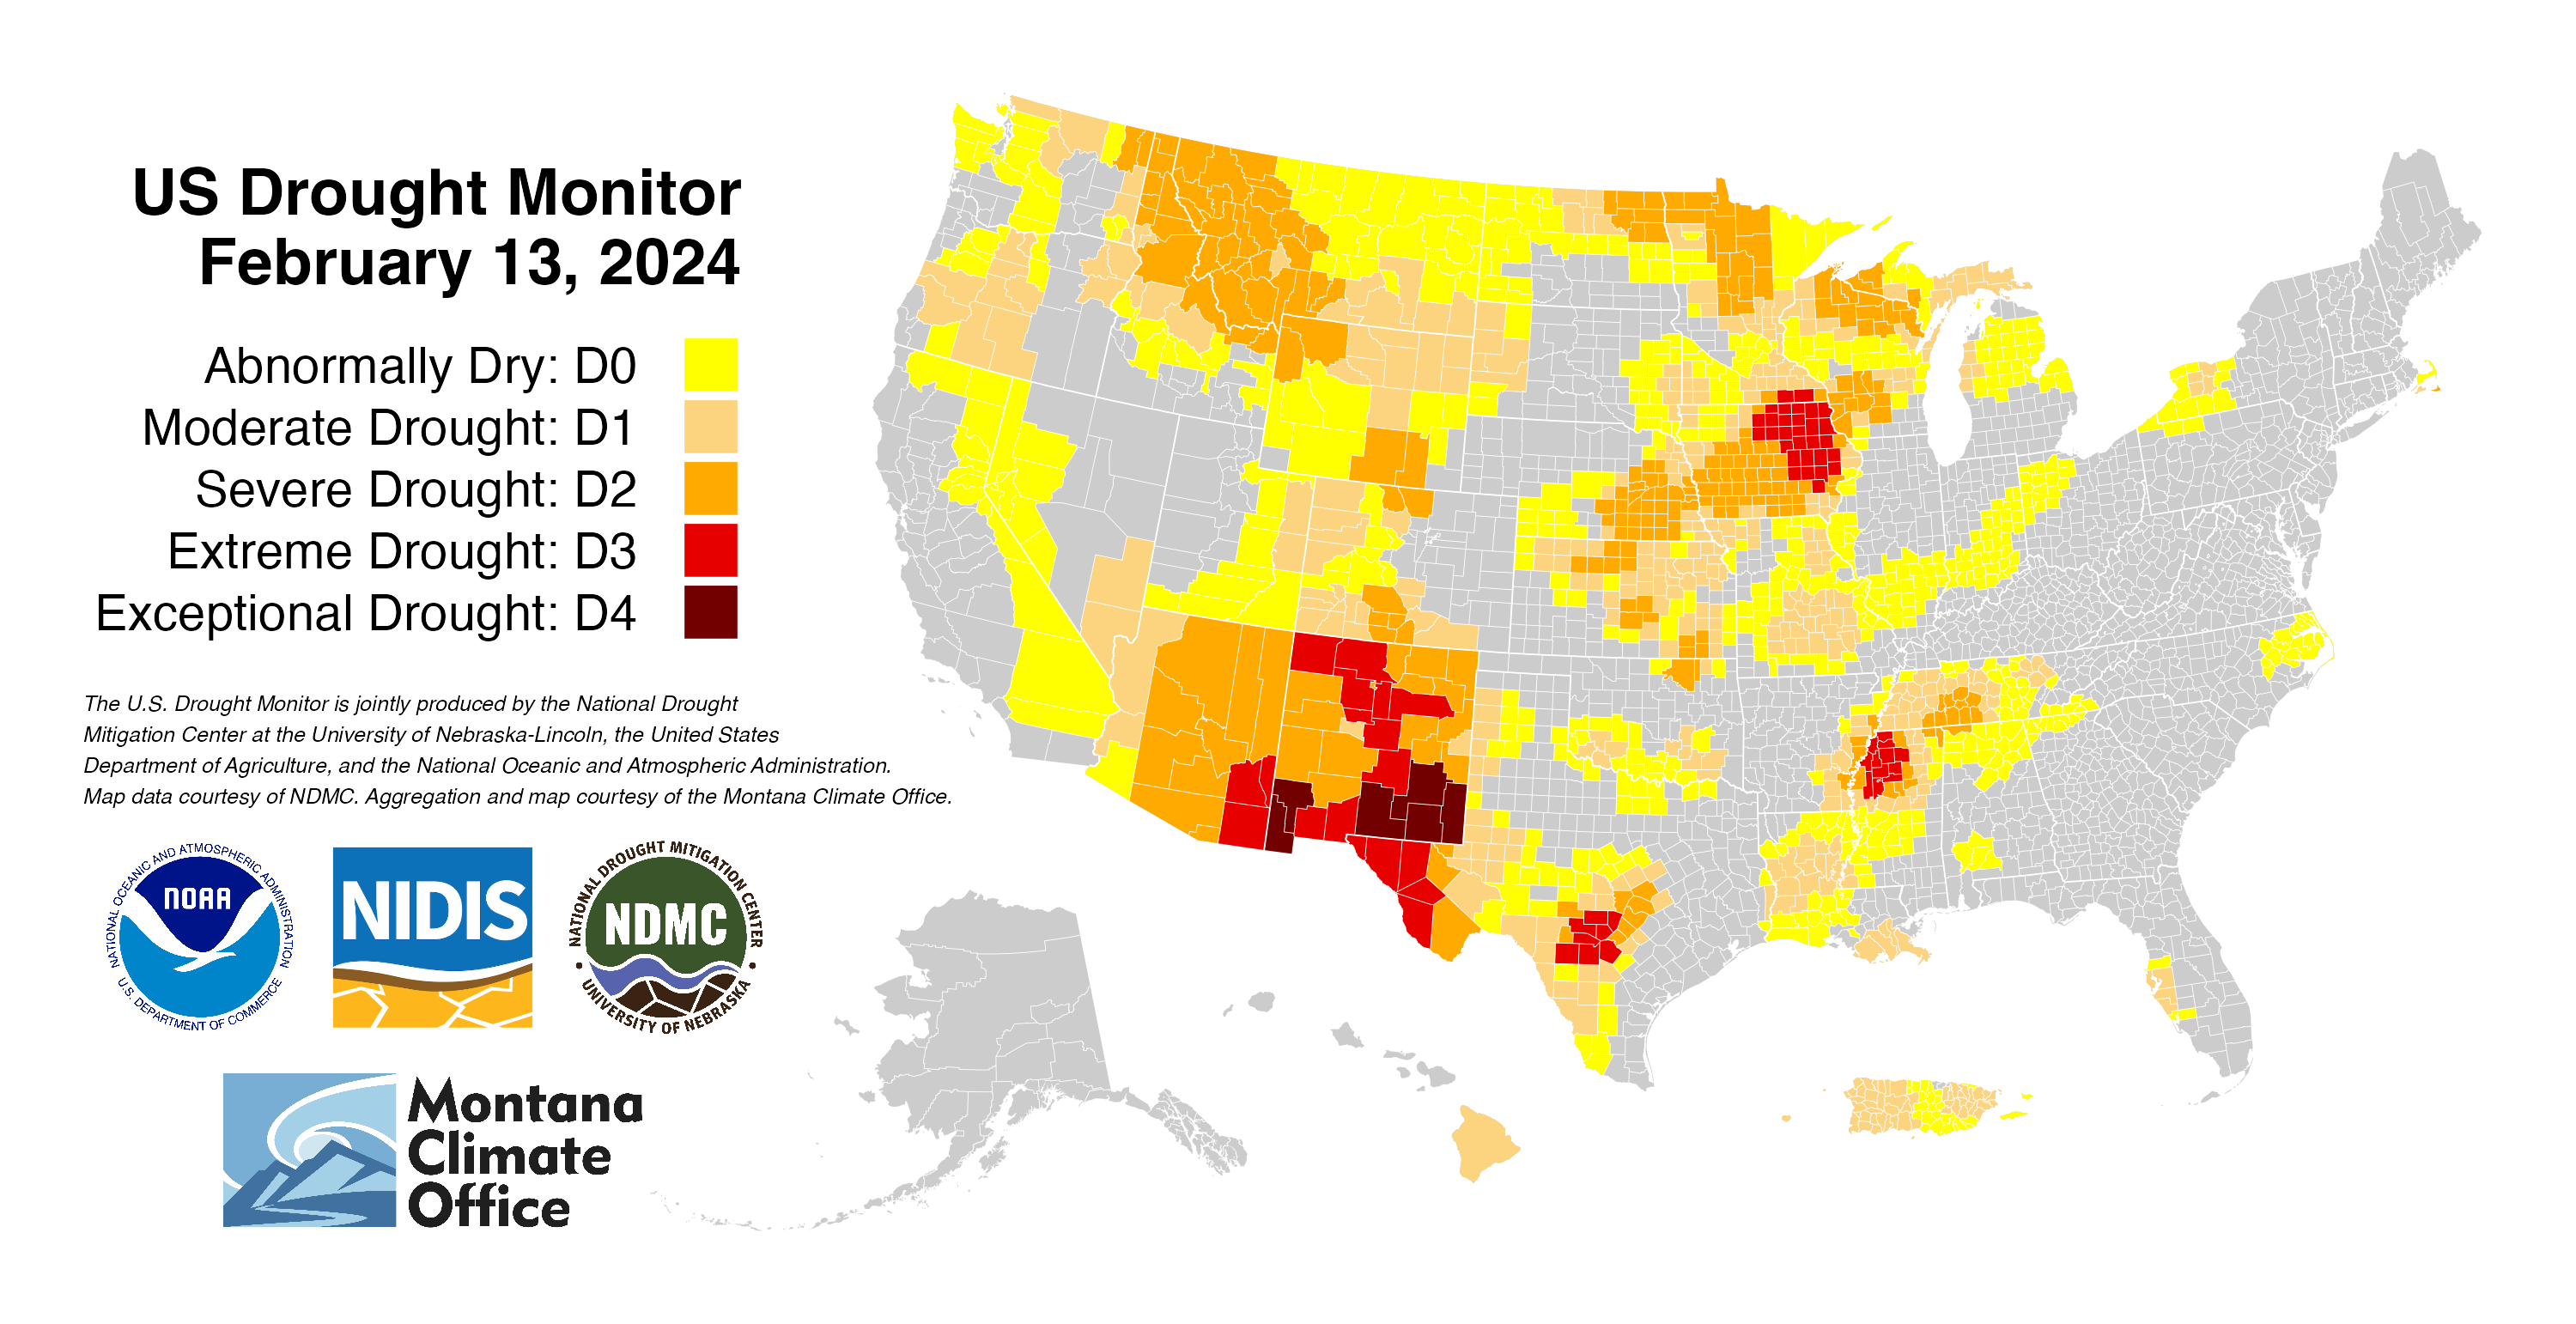 US Drought Monitor
February 13, 2024
Abnormally Dry: D0
Moderate Drought: D1
Severe Drought: D2
Extreme Drought: D3
Exceptional Drought: D4
The U.S. Drought Monitor is jointly produced by the National Drought
Mitigation Center at the University of Nebraska-Lincoln, the United States
Department of Agriculture, and the National Oceanic and Atmospheric Administration.
Map data courtesy of NDMC. Aggregation and map courtesy of the Montana Climate Office.
NATIONAL OCEANIC AND ATMOSPHERIC ADMINISTRATION
NOAA
U.S. DEPARTMENT OF COMMERCE
NIDIS
NATIONAL DROUGHT MITIGATION CENTER
NDMC
UNIVERSITY OF NEBRASKA
Montana
Climate
Office